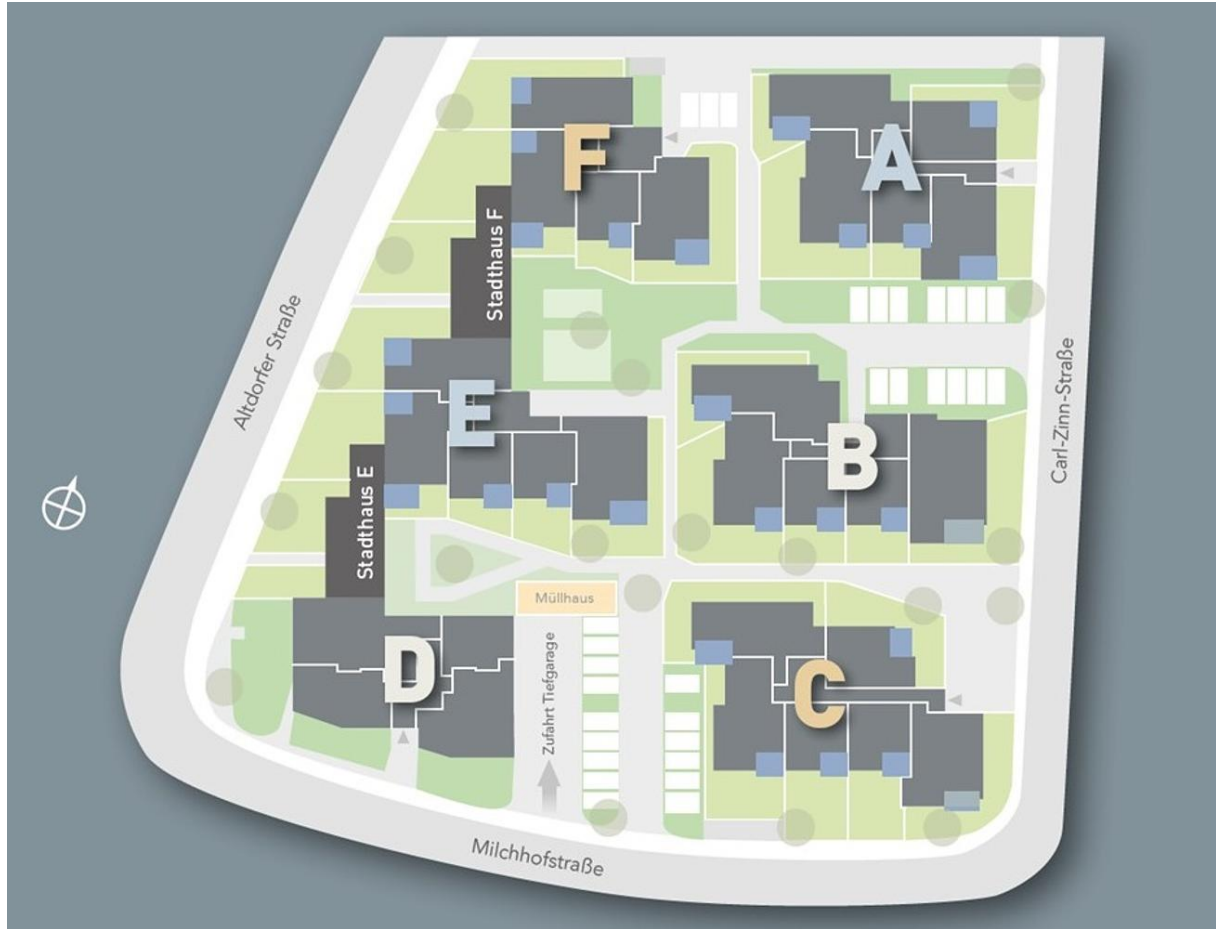 F
A
Stadthaus F
Altdorfer Straße
E
Carl-Zinn-Straße
B
Stadthaus E
Müllhaus
D
Zufahrt Tiefgarage
C
Milchhofstraße